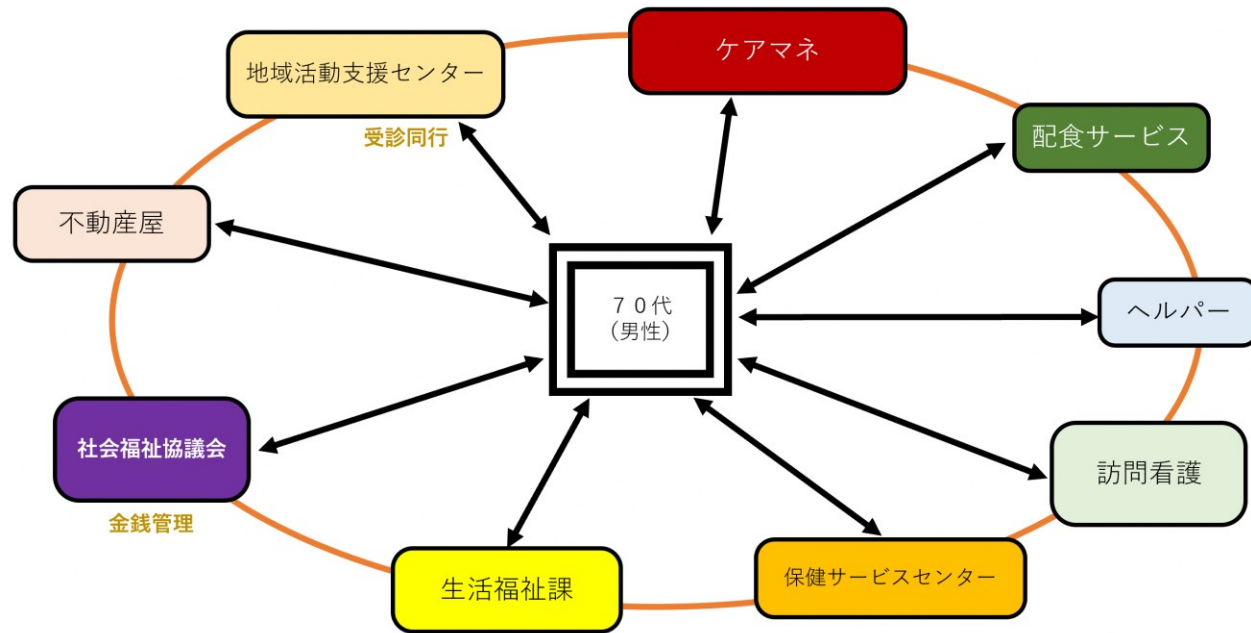 ケアマネ
地域活動支援センター
受診同行
配食サービス
不動産屋
７０代
（男性）
ヘルパー
社会福祉協議会
金銭管理
訪問看護
生活福祉課
保健サービスセンター